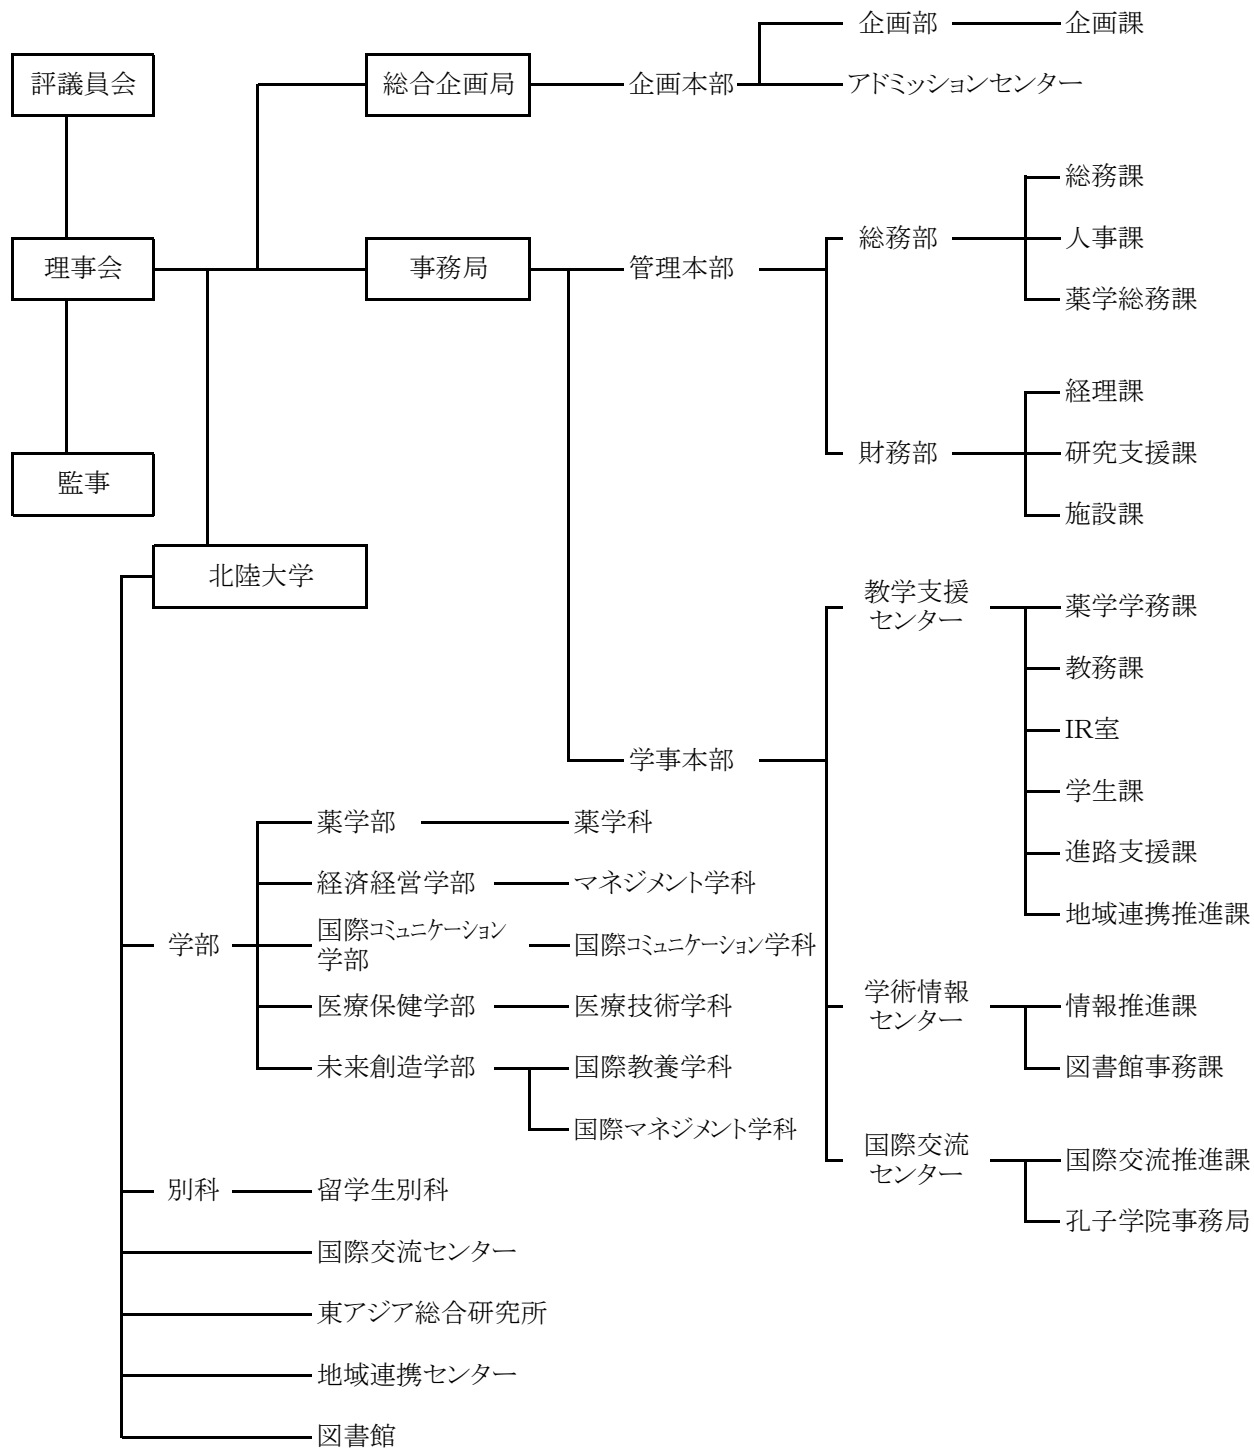 企画部
企画課
評議員会
総合企画局
企画本部
アドミッションセンター
総務課
総務部
人事課
理事会
事務局
管理本部
薬学総務課
経理課
財務部
研究支援課
監事
施設課
北陸大学
教学支援
センター
薬学学務課
教務課
IR室
学事本部
学生課
薬学部
薬学科
進路支援課
経済経営学部
マネジメント学科
地域連携推進課
学部
国際コミュニケーション
学部
国際コミュニケーション学科
学術情報
センター
情報推進課
医療保健学部
医療技術学科
未来創造学部
国際教養学科
図書館事務課
国際マネジメント学科
国際交流
センター
国際交流推進課
別科
留学生別科
孔子学院事務局
国際交流センター
東アジア総合研究所
地域連携センター
図書館